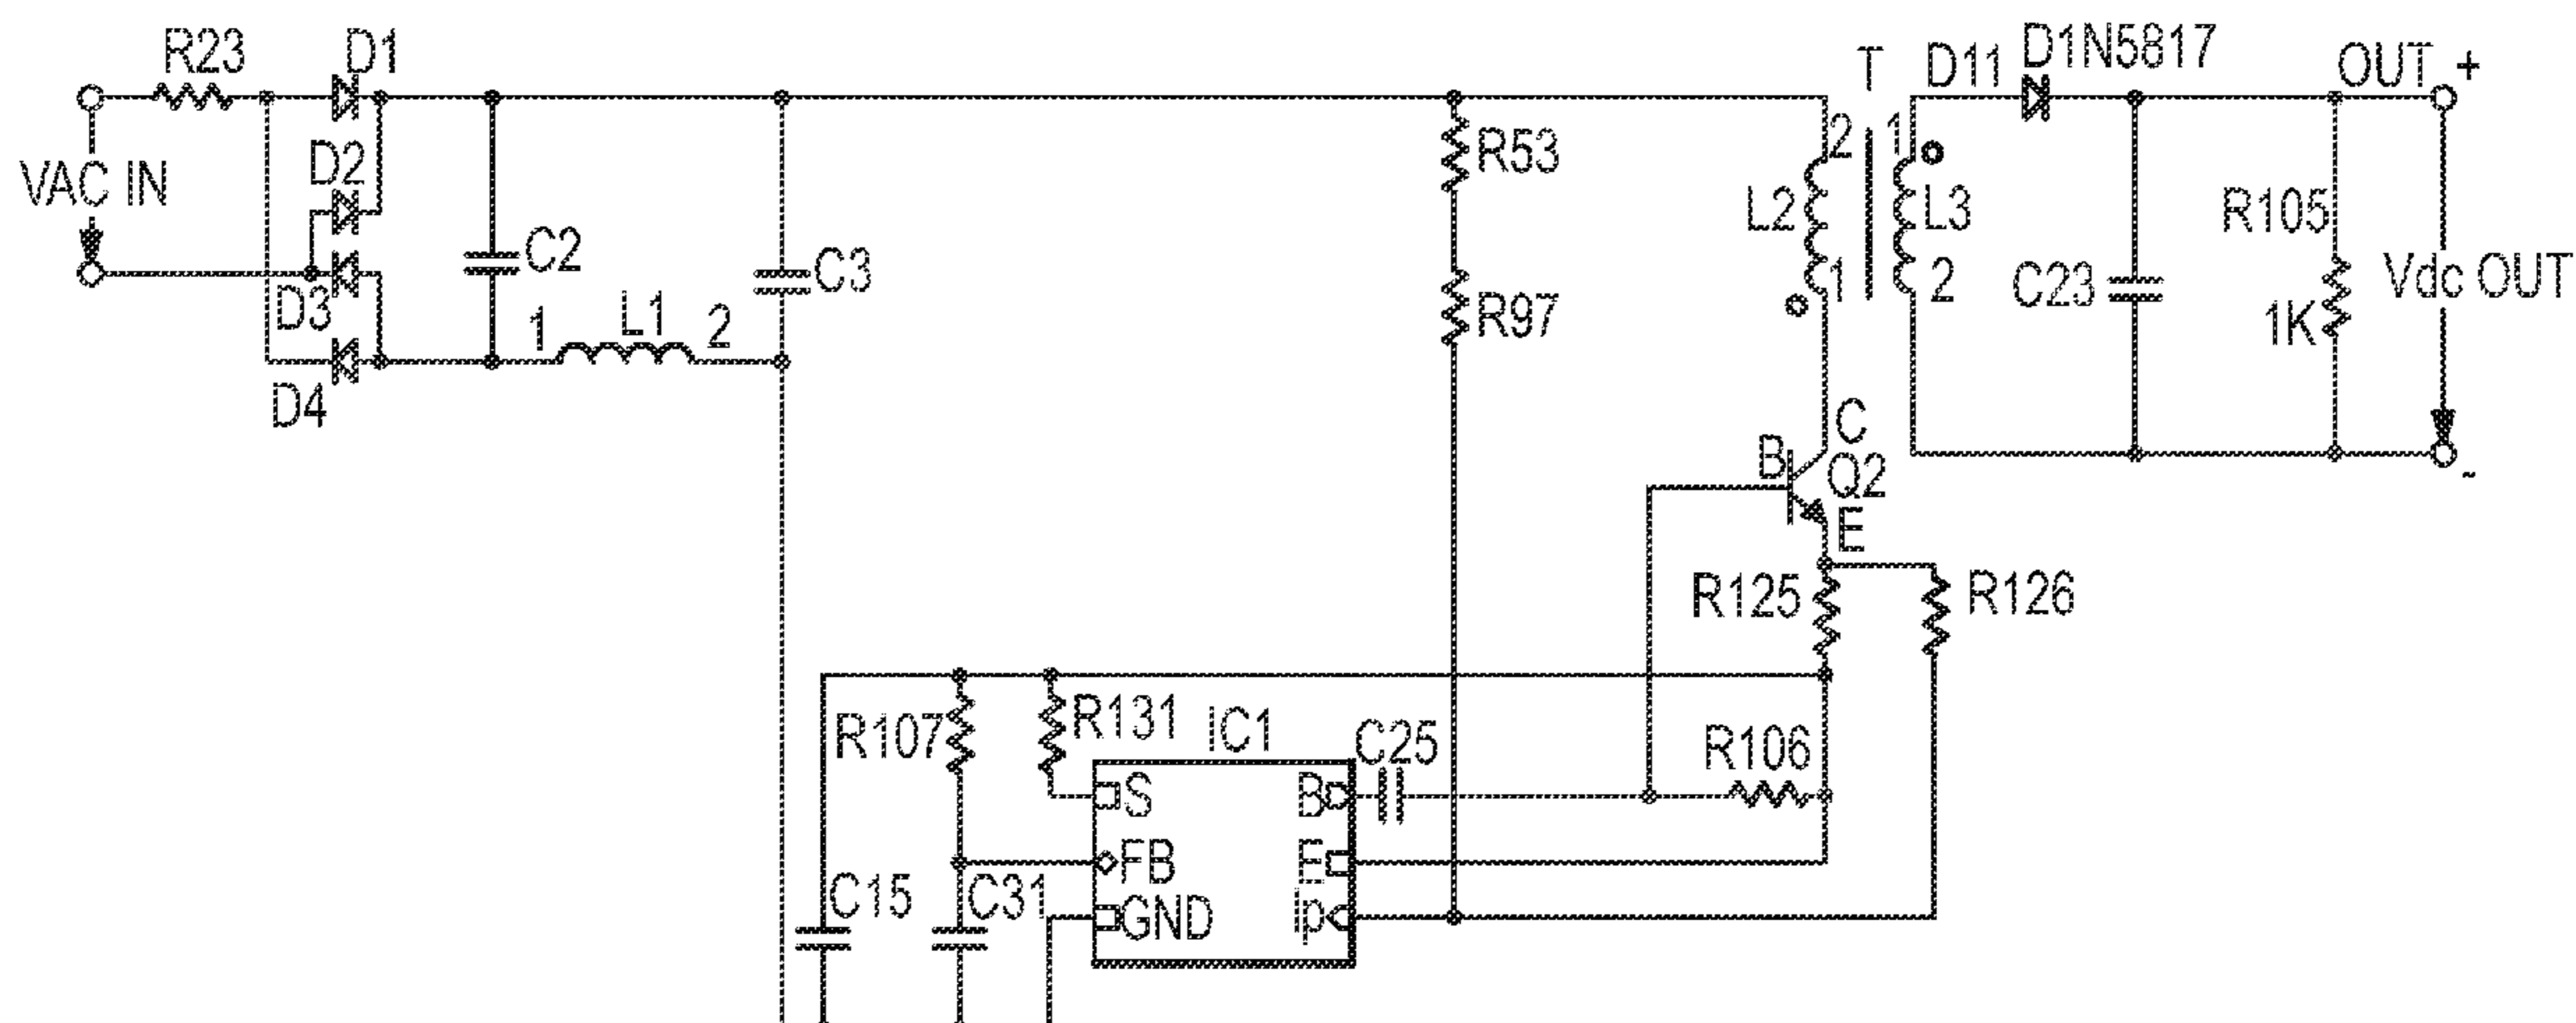 R23
D1
VAC IN
D2
D3
D4
C2
1
L1
2
C3
R53
R97
T
2
1
L2
L3
1
2
D11
D1N5817
OUT +
R105
C23
1K
Vdc OUT
-
C
B
Q2
E
R125
R126
R107
R131
IC1
C25
R106
S
B
FB
E
GND
ip
C15
C31